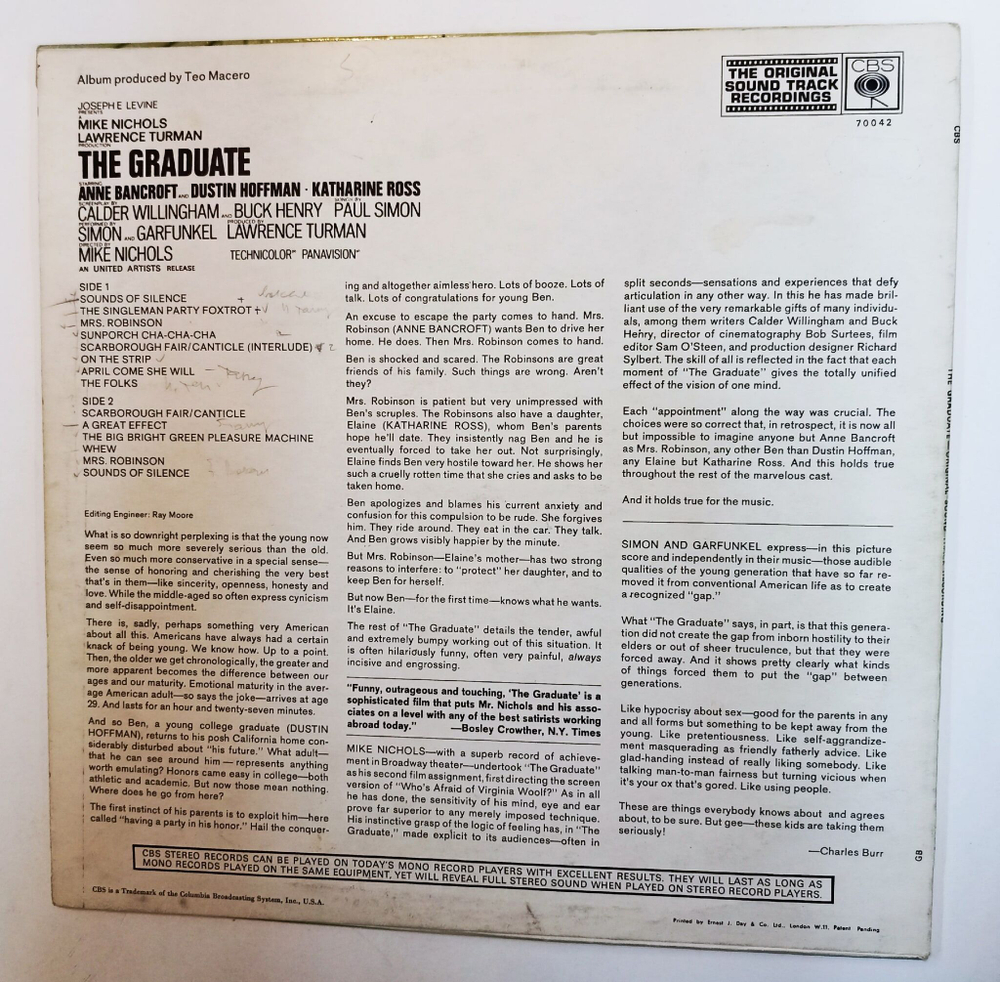 Album produced by Teo Macero
THE ORIGINAL
SOUND TRACK
RECORDINGS
CBS
70042
JOSEPH E. LEVINE
PRESENTS
A
MIKE NICHOLS
LAWRENCE TURMAN
PRODUCTION
THE GRADUATE
STARRING
ANNE BANCROFT AND DUSTIN HOFFMAN · KATHARINE ROSS
SCREENPLAY BY SONGS BY
CALDER WILLINGHAM AND BUCK HENRY PAUL SIMON
PERFORMED BY PRODUCED BY
SIMON AND GARFUNKEL LAWRENCE TURMAN
DIRECTED BY
MIKE NICHOLS TECHNICOLOR® PANAVISION®
AN UNITED ARTISTS RELEASE
SIDE 1
SOUNDS OF SILENCE
THE SINGLEMAN PARTY FOXTROT
MRS. ROBINSON
SUNPORCH CHA-CHA-CHA
SCARBOROUGH FAIR/CANTICLE (INTERLUDE)
ON THE STRIP
APRIL COME SHE WILL
THE FOLKS
SIDE 2
SCARBOROUGH FAIR/CANTICLE
A GREAT EFFECT
THE BIG BRIGHT GREEN PLEASURE MACHINE
WHEW
MRS. ROBINSON
SOUNDS OF SILENCE
Editing Engineer: Ray Moore
What is so downright perplexing is that the young now
seem so much more severely serious than the old.
Even so much more conservative in a special sense—
the sense of honoring and cherishing the very best
that's in them—like sincerity, openness, honesty and
love. While the middle-aged so often express cynicism
and self-disappointment.
There is, sadly, perhaps something very American
about all this. Americans have always had a certain
knack of being young. We know how. Up to a point.
Then, the older we get chronologically, the greater and
more apparent becomes the difference between our
ages and our maturity. Emotional maturity in the aver-
age American adult—so says the joke—arrives at age
29. And lasts for an hour and twenty-seven minutes.
And so Ben, a young college graduate (DUSTIN
HOFFMAN), returns to his posh California home con-
siderably disturbed about "his future." What adult—
that he can see around him—represents anything
worth emulating? Honors came easy in college—both
athletic and academic. But now those mean nothing.
Where does he go from here?
The first instinct of his parents is to exploit him—here
called "having a party in his honor." Hail the conquer-
ing and altogether aimless hero. Lots of booze. Lots of
talk. Lots of congratulations for young Ben.
An excuse to escape the party comes to hand. Mrs.
Robinson (ANNE BANCROFT) wants Ben to drive her
home. He does. Then Mrs. Robinson comes to hand.
Ben is shocked and scared. The Robinsons are great
friends of his family. Such things are wrong. Aren't
they?
Mrs. Robinson is patient but very unimpressed with
Ben's scruples. The Robinsons also have a daughter,
Elaine (KATHARINE ROSS), whom Ben's parents
hope he'll date. They insistently nag Ben and he is
eventually forced to take her out. Not surprisingly,
Elaine finds Ben very hostile toward her. He shows her
such a cruelly rotten time that she cries and asks to be
taken home.
Ben apologizes and blames his current anxiety and
confusion for this compulsion to be rude. She forgives
him. They ride around. They eat in the car. They talk.
And Ben grows visibly happier by the minute.
But Mrs. Robinson—Elaine's mother—has two strong
reasons to interfere: to "protect" her daughter, and to
keep Ben for herself.
But now Ben—for the first time—knows what he wants.
It's Elaine.
The rest of "The Graduate" details the tender, awful
and extremely bumpy working out of this situation. It
is often hilariously funny, often very painful, always
incisive and engrossing.
"Funny, outrageous and touching, 'The Graduate' is a
sophisticated film that puts Mr. Nichols and his asso-
ciates on a level with any of the best satirists working
abroad today." —Bosley Crowther, N.Y. Times
MIKE NICHOLS—with a superb record of achieve-
ment in Broadway theater—undertook "The Graduate"
as his second film assignment, first directing the screen
version of "Who's Afraid of Virginia Woolf?" As in all
he has done, the sensitivity of his mind, eye and ear
prove far superior to any merely imposed technique.
His instinctive grasp of the logic of feeling has, in "The
Graduate," made explicit to its audiences—often in
split seconds—sensations and experiences that defy
articulation in any other way. In this he has made bril-
liant use of the very remarkable gifts of many individu-
als, among them writers Calder Willingham and Buck
Henry, director of cinematography Bob Surtees, film
editor Sam O'Steen, and production designer Richard
Sylbert. The skill of all is reflected in the fact that each
moment of "The Graduate" gives the totally unified
effect of the vision of one mind.
Each "appointment" along the way was crucial. The
choices were so correct that, in retrospect, it is now all
but impossible to imagine anyone but Anne Bancroft
as Mrs. Robinson, any other Ben than Dustin Hoffman,
any Elaine but Katharine Ross. And this holds true
throughout the rest of the marvelous cast.
And it holds true for the music.
SIMON AND GARFUNKEL express—in this picture
score and independently in their music—those audible
qualities of the young generation that have so far re-
moved it from conventional American life as to create
a recognized "gap."
What "The Graduate" says, in part, is that this genera-
tion did not create the gap from inborn hostility to their
elders or out of sheer truculence, but that they were
forced away. And it shows pretty clearly what kinds
of things forced them to put the "gap" between
generations.
Like hypocrisy about sex—good for the parents in any
and all forms but something to be kept away from the
young. Like pretentiousness. Like self-aggrandize-
ment masquerading as friendly fatherly advice. Like
glad-handing instead of really liking somebody. Like
talking man-to-man fairness but turning vicious when
it's your ox that's gored. Like using people.
These are things everybody knows about and agrees
about, to be sure. But gee—these kids are taking them
seriously!
—Charles Burr
CBS
GB
CBS STEREO RECORDS CAN BE PLAYED ON TODAY'S MONO RECORD PLAYERS WITH EXCELLENT RESULTS. THEY WILL LAST AS LONG AS
MONO RECORDS PLAYED ON THE SAME EQUIPMENT, YET WILL REVEAL FULL STEREO SOUND WHEN PLAYED ON STEREO RECORD PLAYERS.
CBS is a Trademark of the Columbia Broadcasting System, Inc., U.S.A.
Printed by Ernest J. Day & Co. Ltd., London W.11. Patent Pending